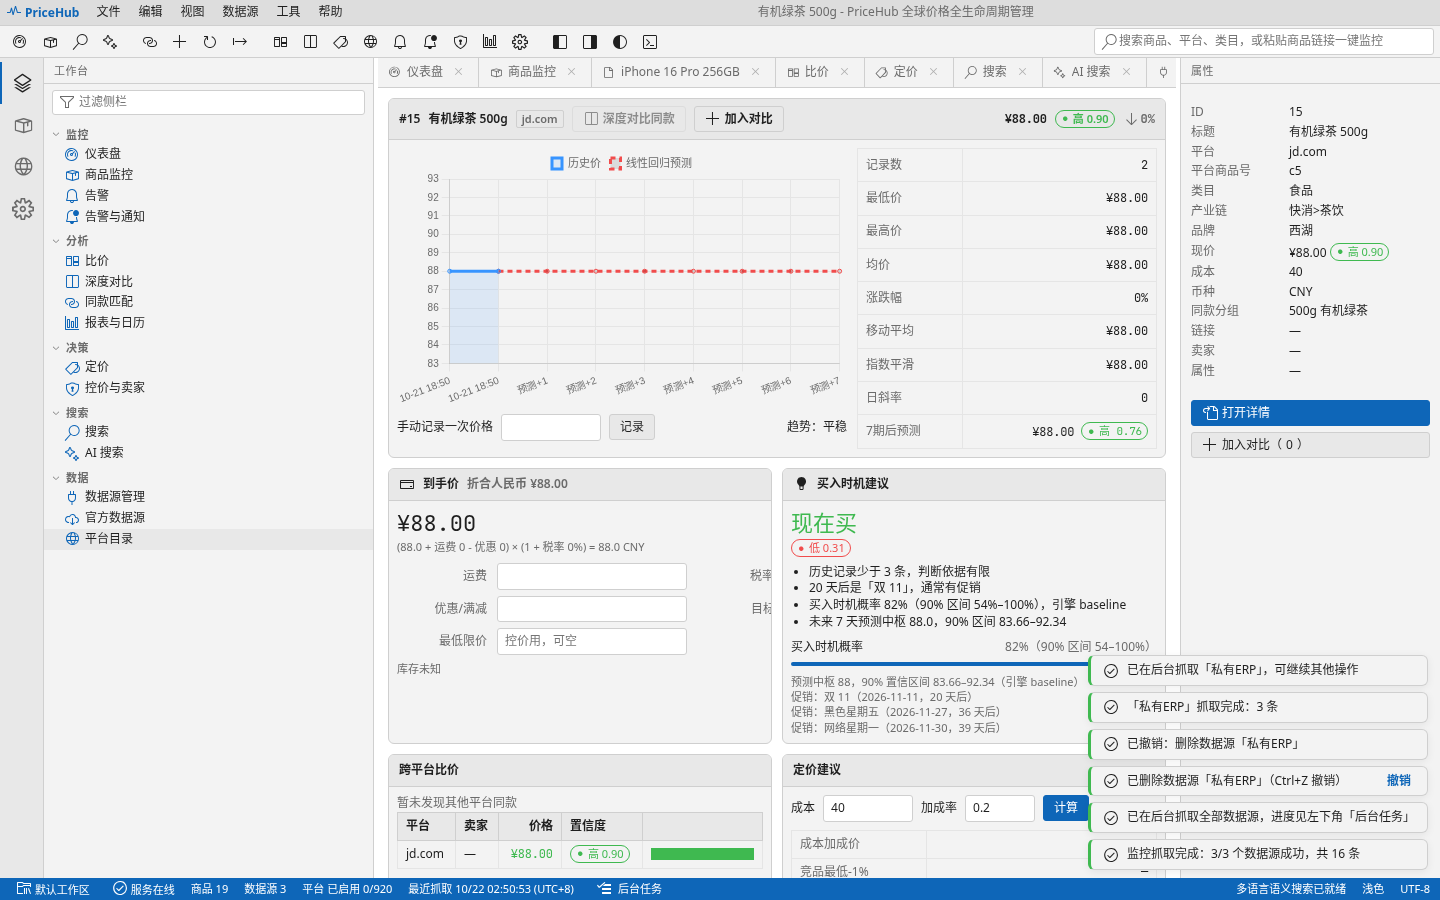 PriceHub 文件 编辑 视图 数据源 工具 帮助 有机绿茶 500g - PriceHub 全球价格全生命周期管理
搜索商品、平台、类目，或粘贴商品链接一键监控
工作台
过滤侧栏
监控
仪表盘
商品监控
告警
告警与通知
分析
比价
深度对比
同款匹配
报表与日历
决策
定价
控价与卖家
搜索
搜索
AI 搜索
数据
数据源管理
官方数据源
平台目录
仪表盘 商品监控 iPhone 16 Pro 256GB 比价 定价 搜索 AI 搜索
#15 有机绿茶 500g jd.com 深度对比同款 加入对比 ¥88.00 高 0.90 ↓0%
历史价 线性回归预测
93
92
91
90
89
88
87
86
85
84
83
10-21 18:50 10-21 18:50 预测+1 预测+2 预测+3 预测+4 预测+5 预测+6 预测+7
手动记录一次价格 记录 趋势：平稳
记录数 2
最低价 ¥88.00
最高价 ¥88.00
均价 ¥88.00
涨跌幅 0%
移动平均 ¥88.00
指数平滑 ¥88.00
日斜率 0
7期后预测 ¥88.00 高 0.76
到手价 折合人民币 ¥88.00
¥88.00
(88.0 + 运费 0 - 优惠 0) × (1 + 税率 0%) = 88.0 CNY
运费 税率
优惠/满减 目标
最低限价 控价用，可空
库存未知
买入时机建议
现在买
低 0.31
• 历史记录少于 3 条，判断依据有限
• 20 天后是「双 11」，通常有促销
• 买入时机概率 82%（90% 区间 54%–100%），引擎 baseline
• 未来 7 天预测中枢 88.0，90% 区间 83.66–92.34
买入时机概率 82%（90% 区间 54–100%）
预测中枢 88，90% 置信区间 83.66–92.34（引擎 baseline）
促销：双 11（2026-11-11，20 天后）
促销：黑色星期五（2026-11-27，36 天后）
促销：网络星期一（2026-11-30，39 天后）
跨平台比价
暂未发现其他平台同款
平台 卖家 价格 置信度
jd.com — ¥88.00 高 0.90
定价建议
成本 40 加成率 0.2 计算
成本加成价
竞品最低-1% —
属性
ID 15
标题 有机绿茶 500g
平台 jd.com
平台商品号 c5
类目 食品
产业链 快消>茶饮
品牌 西湖
现价 ¥88.00 高 0.90
成本 40
币种 CNY
同款分组 500g 有机绿茶
链接 —
卖家 —
属性 —
打开详情
加入对比（ 0 ）
已在后台抓取「私有ERP」，可继续其他操作
「私有ERP」抓取完成：3 条
已撤销：删除数据源「私有ERP」
已删除数据源「私有ERP」（Ctrl+Z 撤销） 撤销
已在后台抓取全部数据源，进度见左下角「后台任务」
监控抓取完成：3/3 个数据源成功，共 16 条
默认工作区 服务在线 商品 19 数据源 3 平台 已启用 0/920 最近抓取 10/22 02:50:53 (UTC+8) 后台任务 多语言语义搜索已就绪 浅色 UTF-8